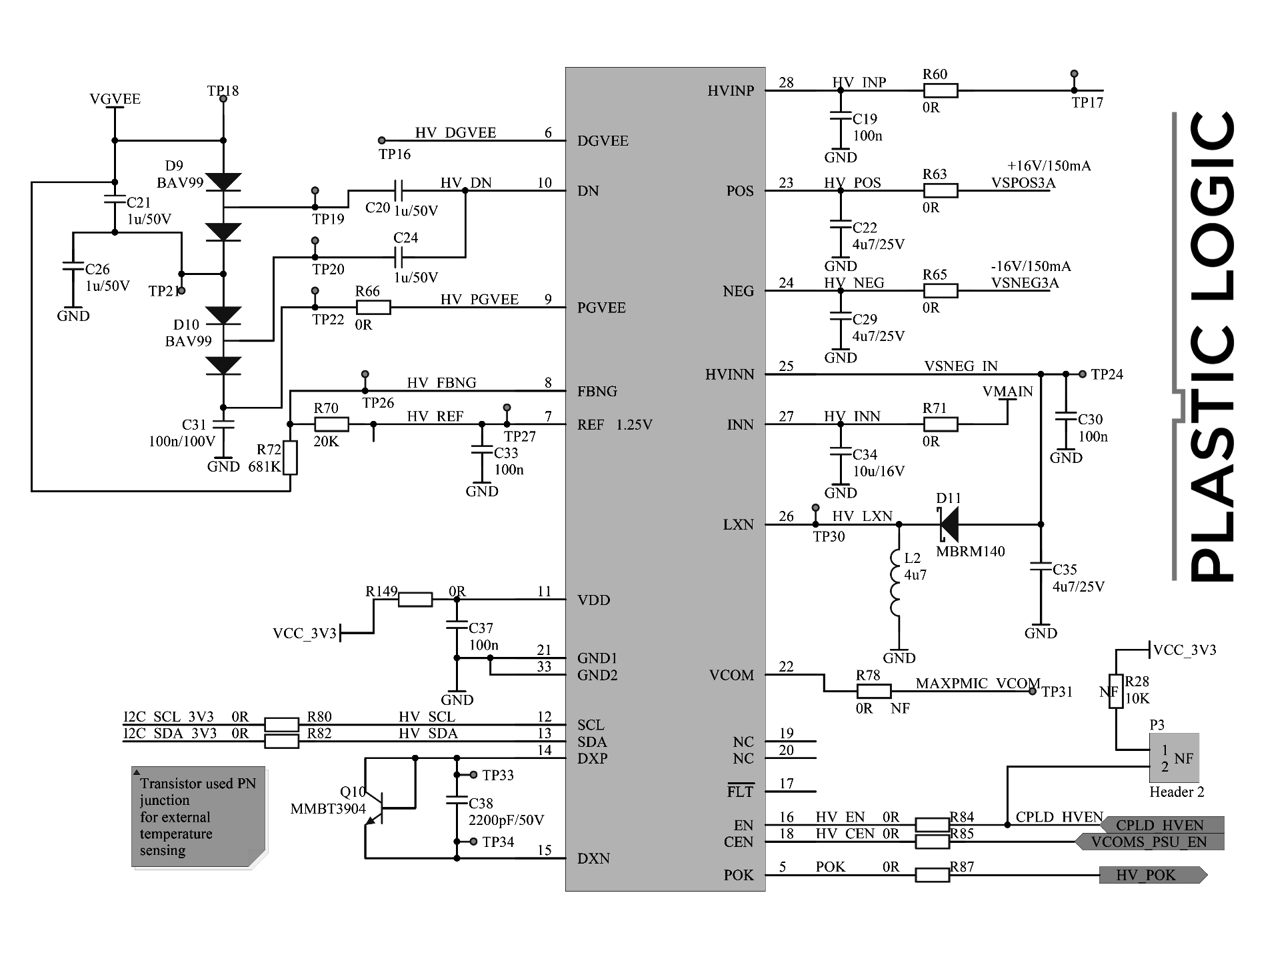 VGVEE
TP18
D9
BAV99
C21
1u/50V
C26
1u/50V
GND
TP21
D10
BAV99
C31
100n/100V
GND
R72
681K
TP16
HV_DGVEE
6
DGVEE
TP19
C20
1u/50V
HV_DN
10
DN
TP20
C24
1u/50V
TP22
R66
0R
HV_PGVEE
9
PGVEE
TP26
HV_FBNG
8
FBNG
R70
20K
HV_REF
TP27
7
REF 1.25V
C33
100n
GND
VCC_3V3
R149
0R
11
VDD
C37
100n
GND
21
GND1
33
GND2
I2C_SCL_3V3
0R
R80
HV_SCL
12
SCL
I2C_SDA_3V3
0R
R82
HV_SDA
13
SDA
14
DXP
Q10
MMBT3904
TP33
C38
2200pF/50V
TP34
15
DXN
Transistor used PN
junction
for external
temperature
sensing
HVINP
28
HV_INP
R60
0R
TP17
C19
100n
GND
POS
23
HV_POS
R63
0R
+16V/150mA
VSPOS3A
C22
4u7/25V
GND
NEG
24
HV_NEG
R65
0R
-16V/150mA
VSNEG3A
C29
4u7/25V
GND
HVINN
25
VSNEG_IN
TP24
C30
100n
GND
INN
27
HV_INN
R71
0R
VMAIN
C34
10u/16V
GND
LXN
26
TP30
HV_LXN
D11
MBRM140
L2
4u7
GND
C35
4u7/25V
GND
VCOM
22
R78
0R
NF
MAXPMIC_VCOM
TP31
VCC_3V3
NF
R28
10K
P3
1
2
NF
Header 2
NC
19
NC
20
FLT
17
EN
16
HV_EN
0R
R84
CPLD_HVEN
CPLD_HVEN
CEN
18
HV_CEN
0R
R85
VCOMS_PSU_EN
POK
5
POK
0R
R87
HV_POK
PLASTIC LOGIC